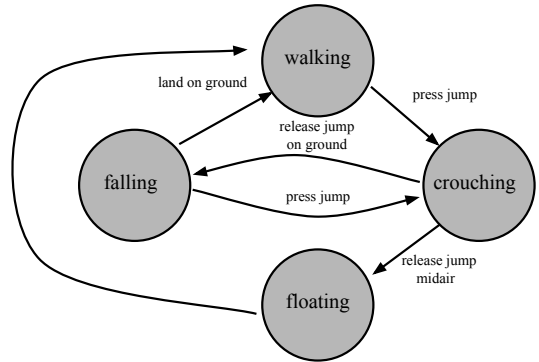 walking
land on ground
press jump
release jump
on ground
falling
crouching
press jump
release jump
midair
floating